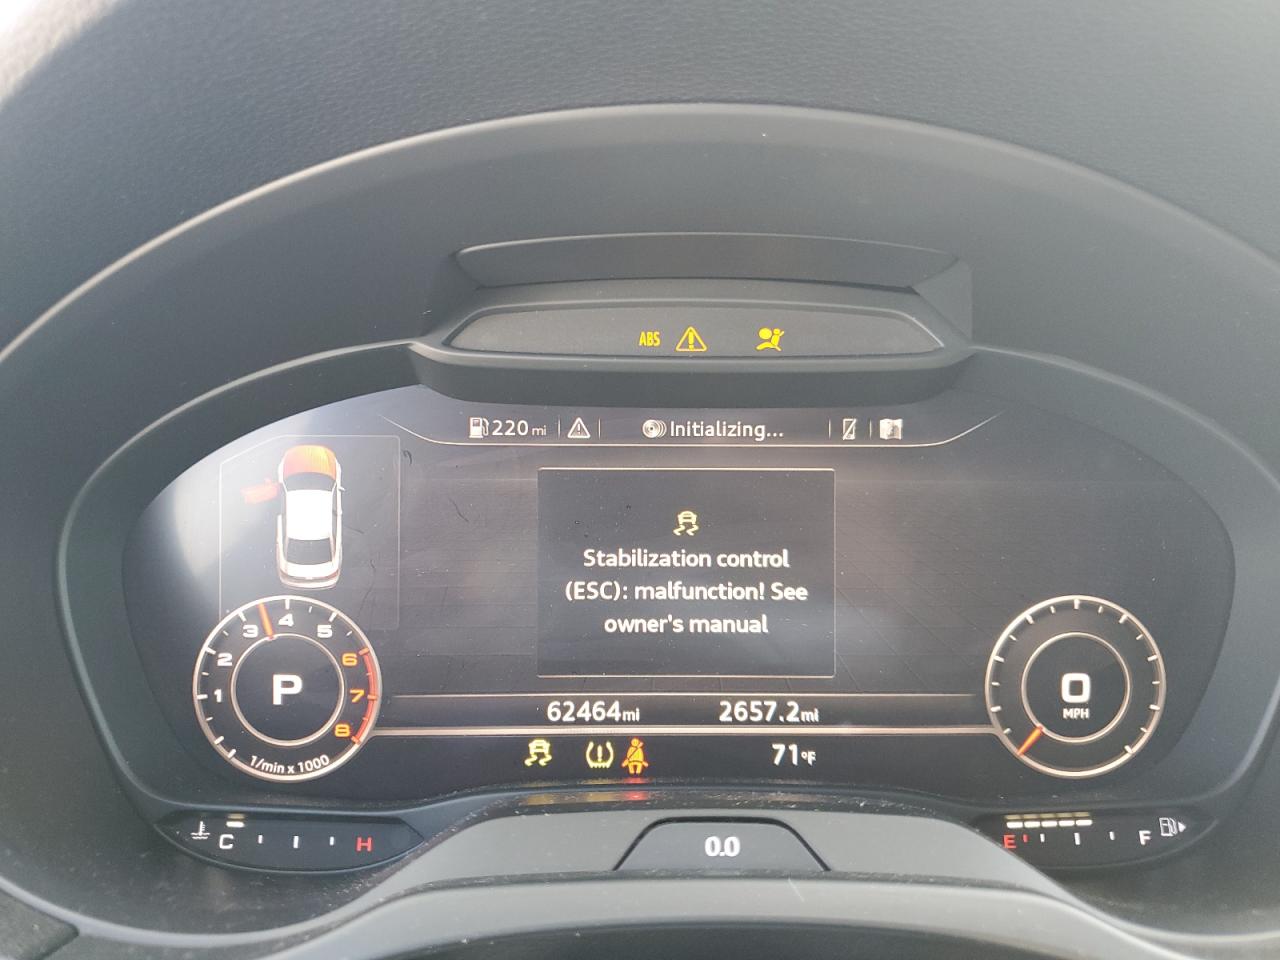 ABS
220 mi
Initializing...
Stabilization control
(ESC): malfunction! See
owner's manual
1 2 3 4 5 6 7 8
P
1/min x 1000
0
MPH
62464 mi
2657.2 mi
71°F
C H
0.0
E F